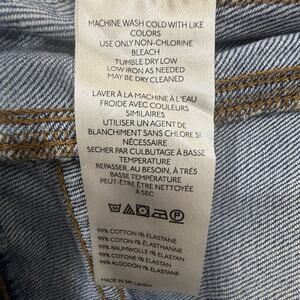 MACHINE WASH COLD WITH LIKE
COLORS
USE ONLY NON-CHLORINE
BLEACH
TUMBLE DRY LOW
LOW IRON AS NEEDED
MAY BE DRY CLEANED
LAVER À LA MACHINE À L'EAU
FROIDE AVEC COULEURS
SIMILAIRES
UTILISER UN AGENT DE
BLANCHIMENT SANS CHLORE SI
NÉCESSAIRE
SECHER PAR CULBUTAGE À BASSE
TEMPERATURE
REPASSER, AU BESOIN, À TRÈS
BASSE TEMPÉRATURE
PEUT-ÊTRE ÊTRE NETTOYÉE
À SEC
99% COTTON 1% ELASTANE
99% COTON 1% ÉLASTHANNE
99% BAUMWOLLE 1% ELASTAN
99% COTONE 1% ELASTAN
99% ALGODÓN 1% ELASTANO
MADE IN SRI LANKA